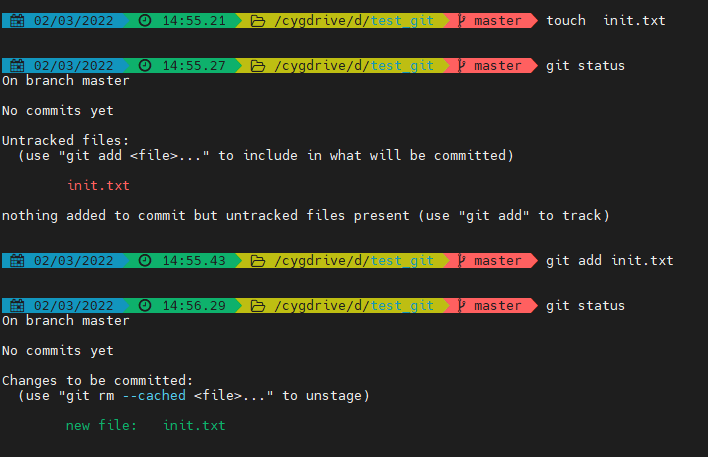 02/03/2022 14:55.21 /cygdrive/d/test_git master touch  init.txt
02/03/2022 14:55.27 /cygdrive/d/test_git master git status
On branch master
No commits yet
Untracked files:
  (use "git add <file>..." to include in what will be committed)
        init.txt
nothing added to commit but untracked files present (use "git add" to track)
02/03/2022 14:55.43 /cygdrive/d/test_git master git add init.txt
02/03/2022 14:56.29 /cygdrive/d/test_git master git status
On branch master
No commits yet
Changes to be committed:
  (use "git rm --cached <file>..." to unstage)
        new file:   init.txt